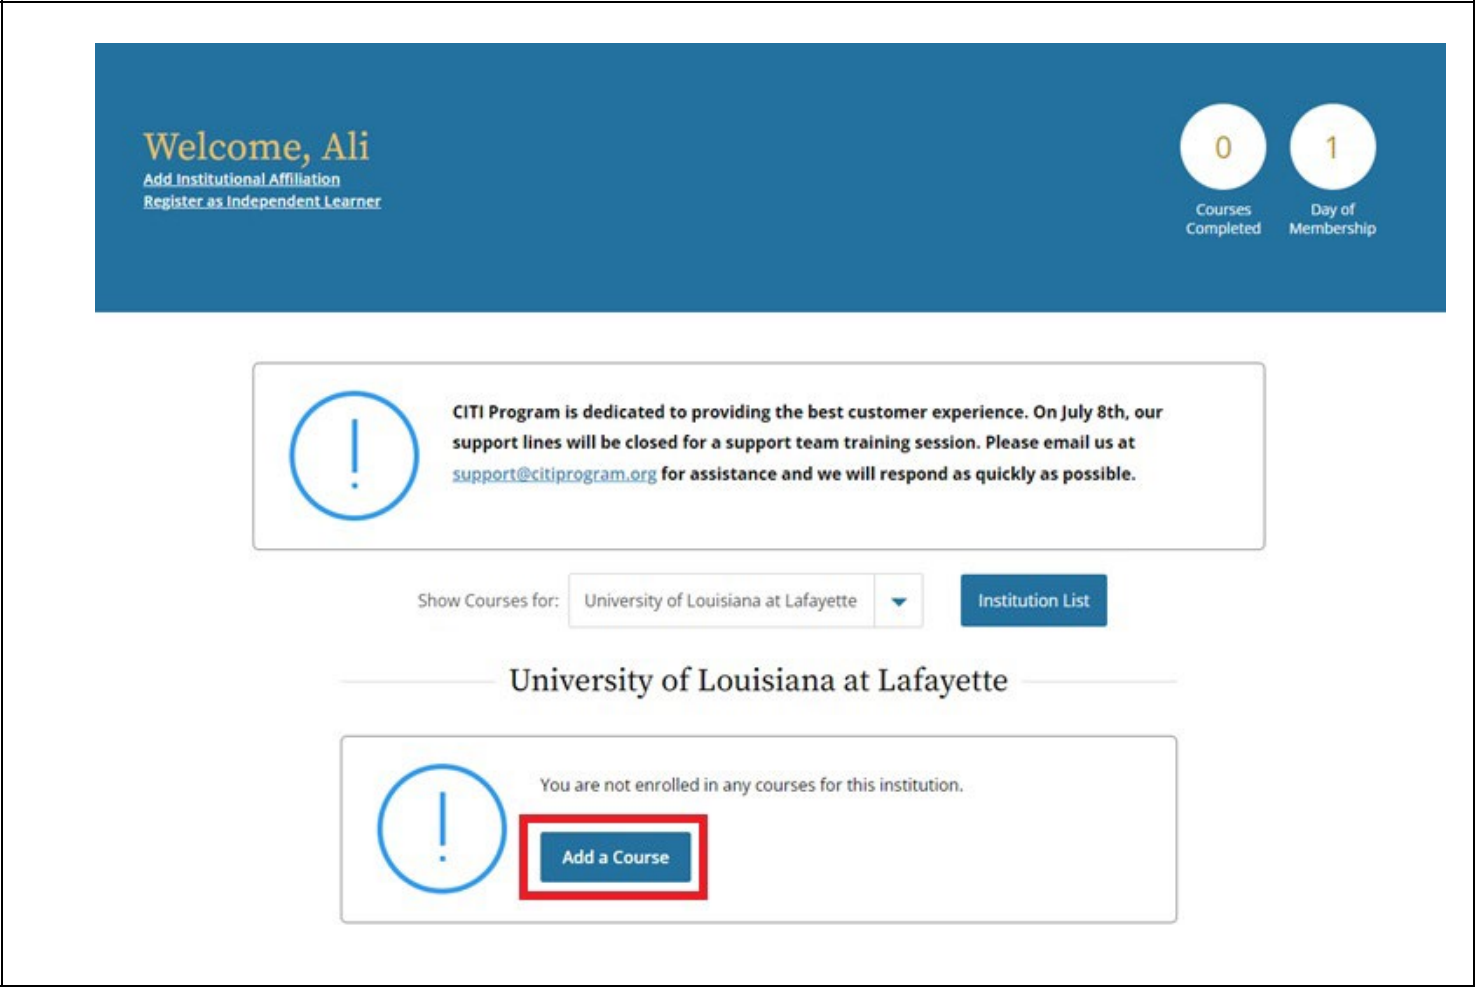 Welcome, Ali
Add Institutional Affiliation
Register as Independent Learner
0
Courses
Completed
1
Day of
Membership
CITI Program is dedicated to providing the best customer experience. On July 8th, our
support lines will be closed for a support team training session. Please email us at
support@citiprogram.org for assistance and we will respond as quickly as possible.
Show Courses for: University of Louisiana at Lafayette Institution List
University of Louisiana at Lafayette
You are not enrolled in any courses for this institution.
Add a Course